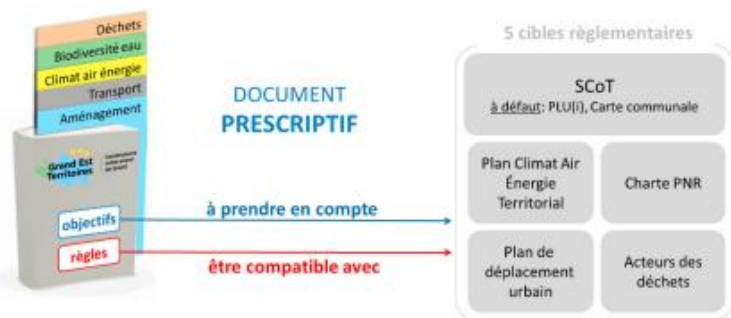 Déchets
Biodiversité eau
Climat air énergie
Transport
Aménagement
Grand Est
Territoires
objectifs
règles
DOCUMENT
PRESCRIPTIF
à prendre en compte
être compatible avec
5 cibles règlementaires
SCoT
à défaut: PLU(i), Carte communale
Plan Climat Air
Énergie
Territorial
Charte PNR
Plan de
déplacement
urbain
Acteurs des
déchets